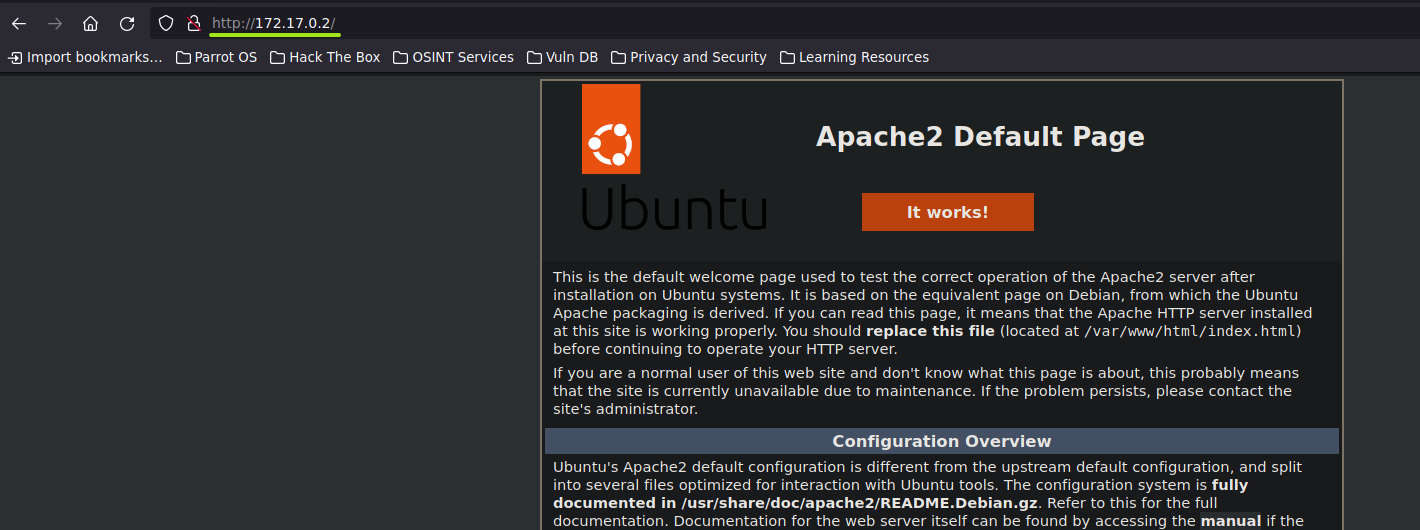 http://172.17.0.2/
Import bookmarks... Parrot OS Hack The Box OSINT Services Vuln DB Privacy and Security Learning Resources
Apache2 Default Page
Ubuntu
It works!
This is the default welcome page used to test the correct operation of the Apache2 server after
installation on Ubuntu systems. It is based on the equivalent page on Debian, from which the Ubuntu
Apache packaging is derived. If you can read this page, it means that the Apache HTTP server installed
at this site is working properly. You should replace this file (located at /var/www/html/index.html)
before continuing to operate your HTTP server.
If you are a normal user of this web site and don't know what this page is about, this probably means
that the site is currently unavailable due to maintenance. If the problem persists, please contact the
site's administrator.
Configuration Overview
Ubuntu's Apache2 default configuration is different from the upstream default configuration, and split
into several files optimized for interaction with Ubuntu tools. The configuration system is fully
documented in /usr/share/doc/apache2/README.Debian.gz. Refer to this for the full
documentation. Documentation for the web server itself can be found by accessing the manual if the